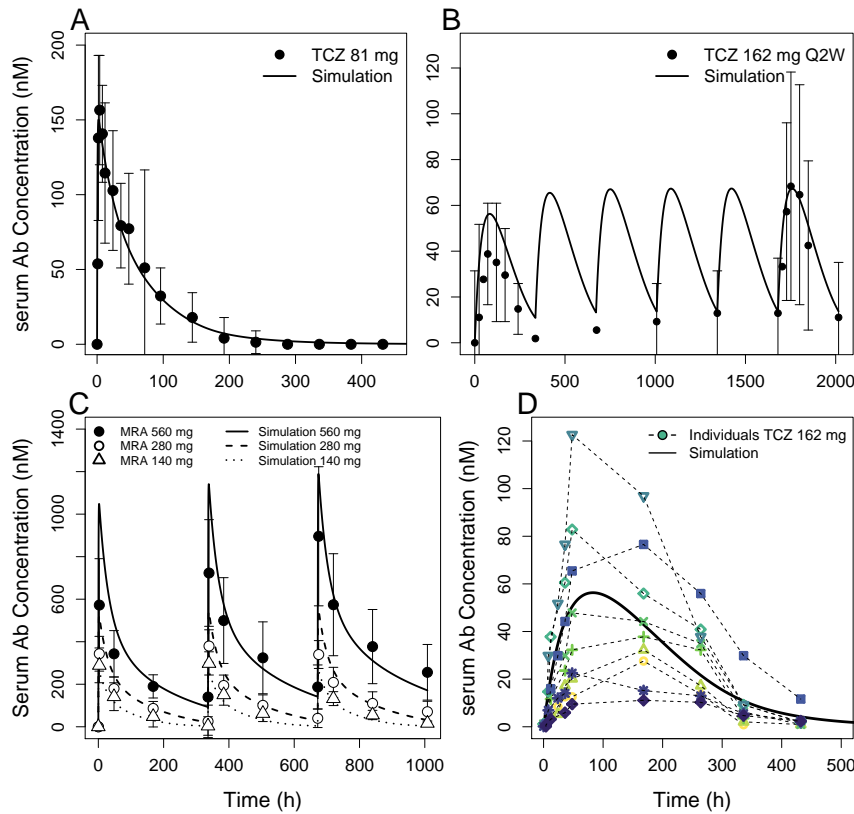 A
TCZ 81 mg
Simulation
serum Ab Concentration (nM)
0 50 100 150 200
0 100 200 300 400
B
TCZ 162 mg Q2W
Simulation
0 20 40 60 80 100 120
0 500 1000 1500 2000
C
MRA 560 mg
MRA 280 mg
MRA 140 mg
Simulation 560 mg
Simulation 280 mg
Simulation 140 mg
Serum Ab Concentration (nM)
0 200 600 1000 1400
0 200 400 600 800 1000
Time (h)
D
Individuals TCZ 162 mg
Simulation
serum Ab Concentration (nM)
0 20 40 60 80 100 120
0 100 200 300 400 500
Time (h)